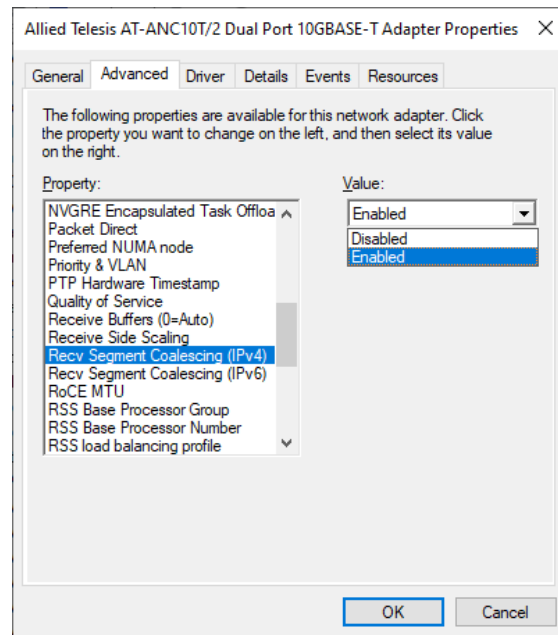 Allied Telesis AT-ANC10T/2 Dual Port 10GBASE-T Adapter Properties
General Advanced Driver Details Events Resources
The following properties are available for this network adapter. Click
the property you want to change on the left, and then select its value
on the right.
Property:
NVGRE Encapsulated Task Offloa
Packet Direct
Preferred NUMA node
Priority & VLAN
PTP Hardware Timestamp
Quality of Service
Receive Buffers (0=Auto)
Receive Side Scaling
Recv Segment Coalescing (IPv4)
Recv Segment Coalescing (IPv6)
RoCE MTU
RSS Base Processor Group
RSS Base Processor Number
RSS load balancing profile
Value:
Enabled
Disabled
Enabled
OK Cancel